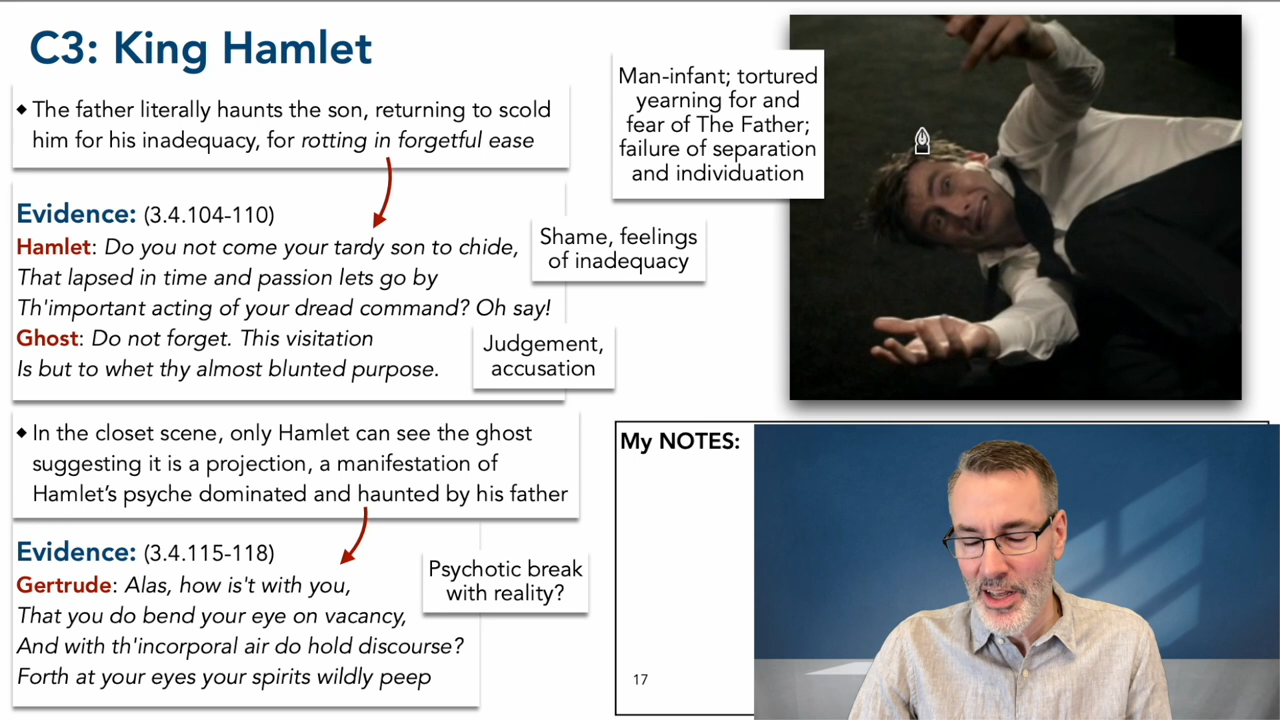 C3: King Hamlet
◆ The father literally haunts the son, returning to scold
him for his inadequacy, for rotting in forgetful ease
Evidence: (3.4.104-110)
Hamlet: Do you not come your tardy son to chide,
That lapsed in time and passion lets go by
Th'important acting of your dread command? Oh say!
Ghost: Do not forget. This visitation
Is but to whet thy almost blunted purpose.
Shame, feelings
of inadequacy
Judgement,
accusation
◆ In the closet scene, only Hamlet can see the ghost
suggesting it is a projection, a manifestation of
Hamlet’s psyche dominated and haunted by his father
Evidence: (3.4.115-118)
Gertrude: Alas, how is't with you,
That you do bend your eye on vacancy,
And with th'incorporal air do hold discourse?
Forth at your eyes your spirits wildly peep
Psychotic break
with reality?
Man-infant; tortured
yearning for and
fear of The Father;
failure of separation
and individuation
My NOTES:
17